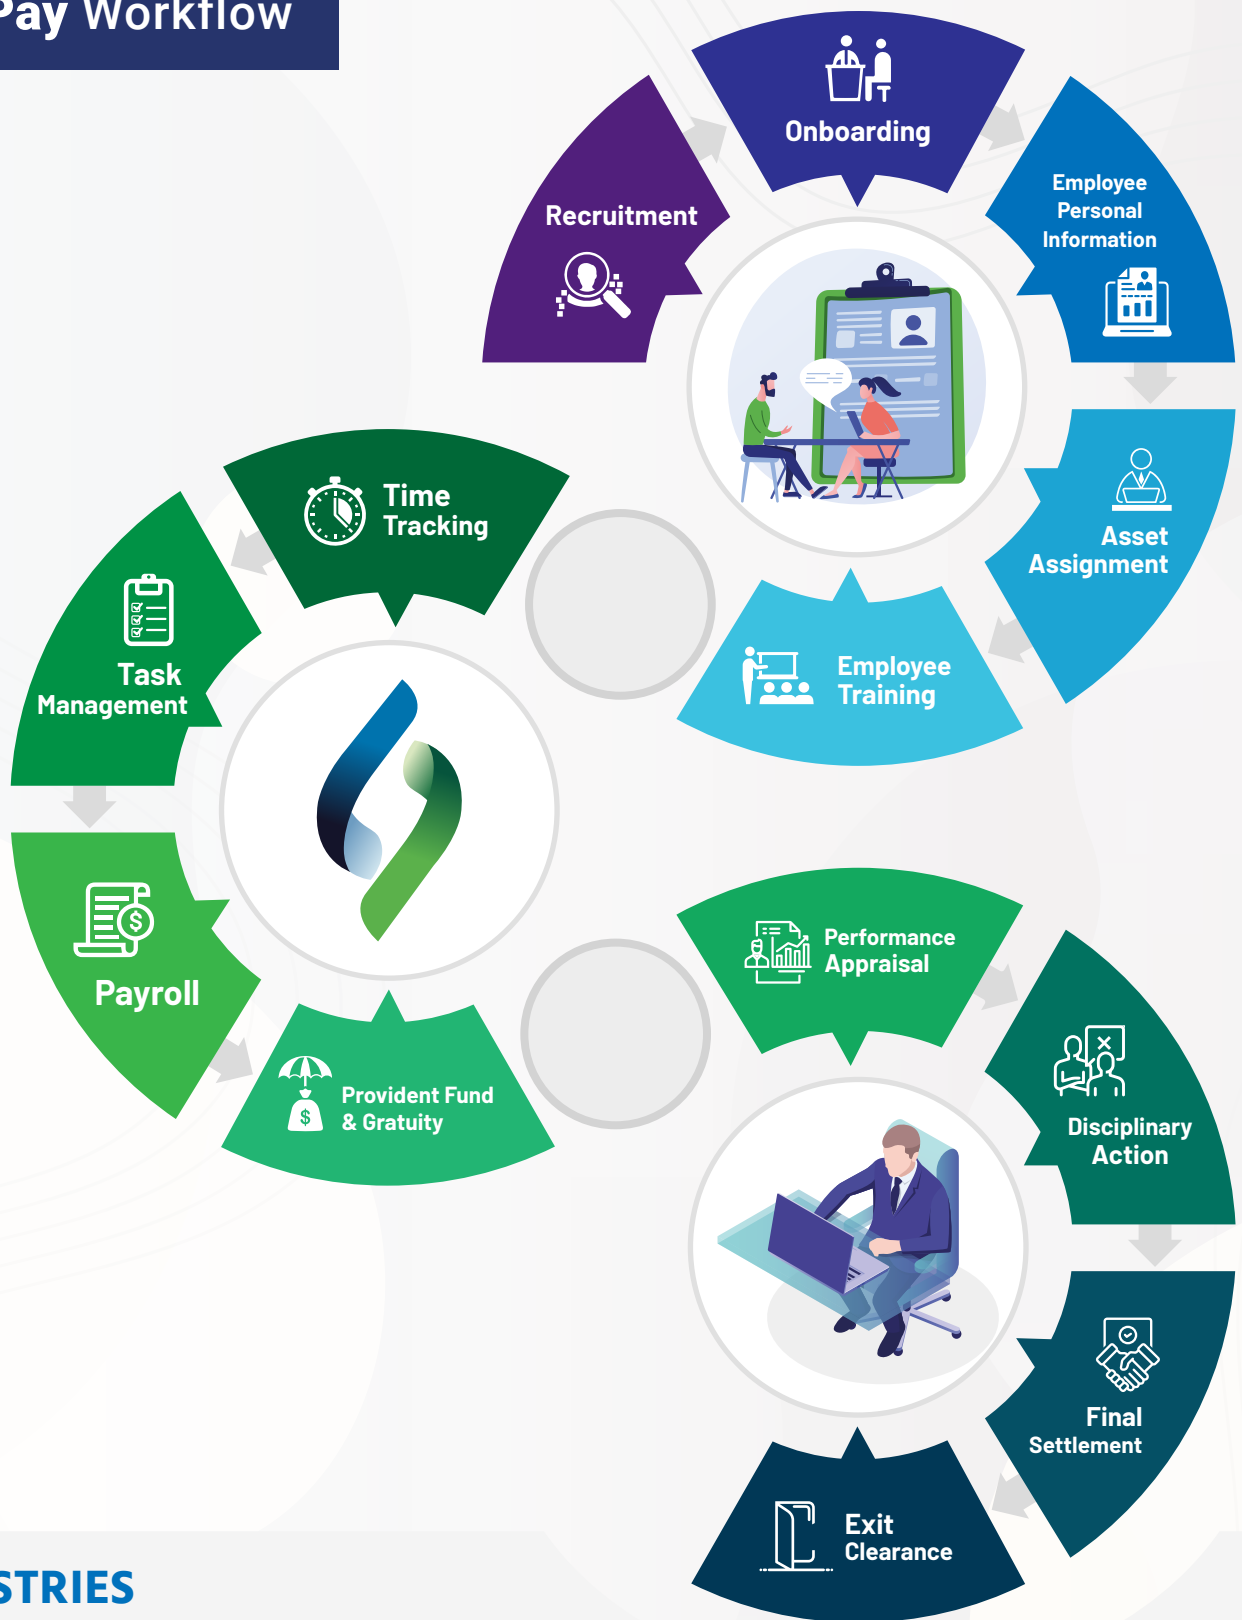 Pay Workflow
Onboarding
Recruitment
Employee
Personal
Information
Asset
Assignment
Employee
Training
Time
Tracking
Task
Management
Payroll
$
Provident Fund
& Gratuity
$
Performance
Appraisal
Disciplinary
Action
Final
Settlement
Exit
Clearance
STRIES